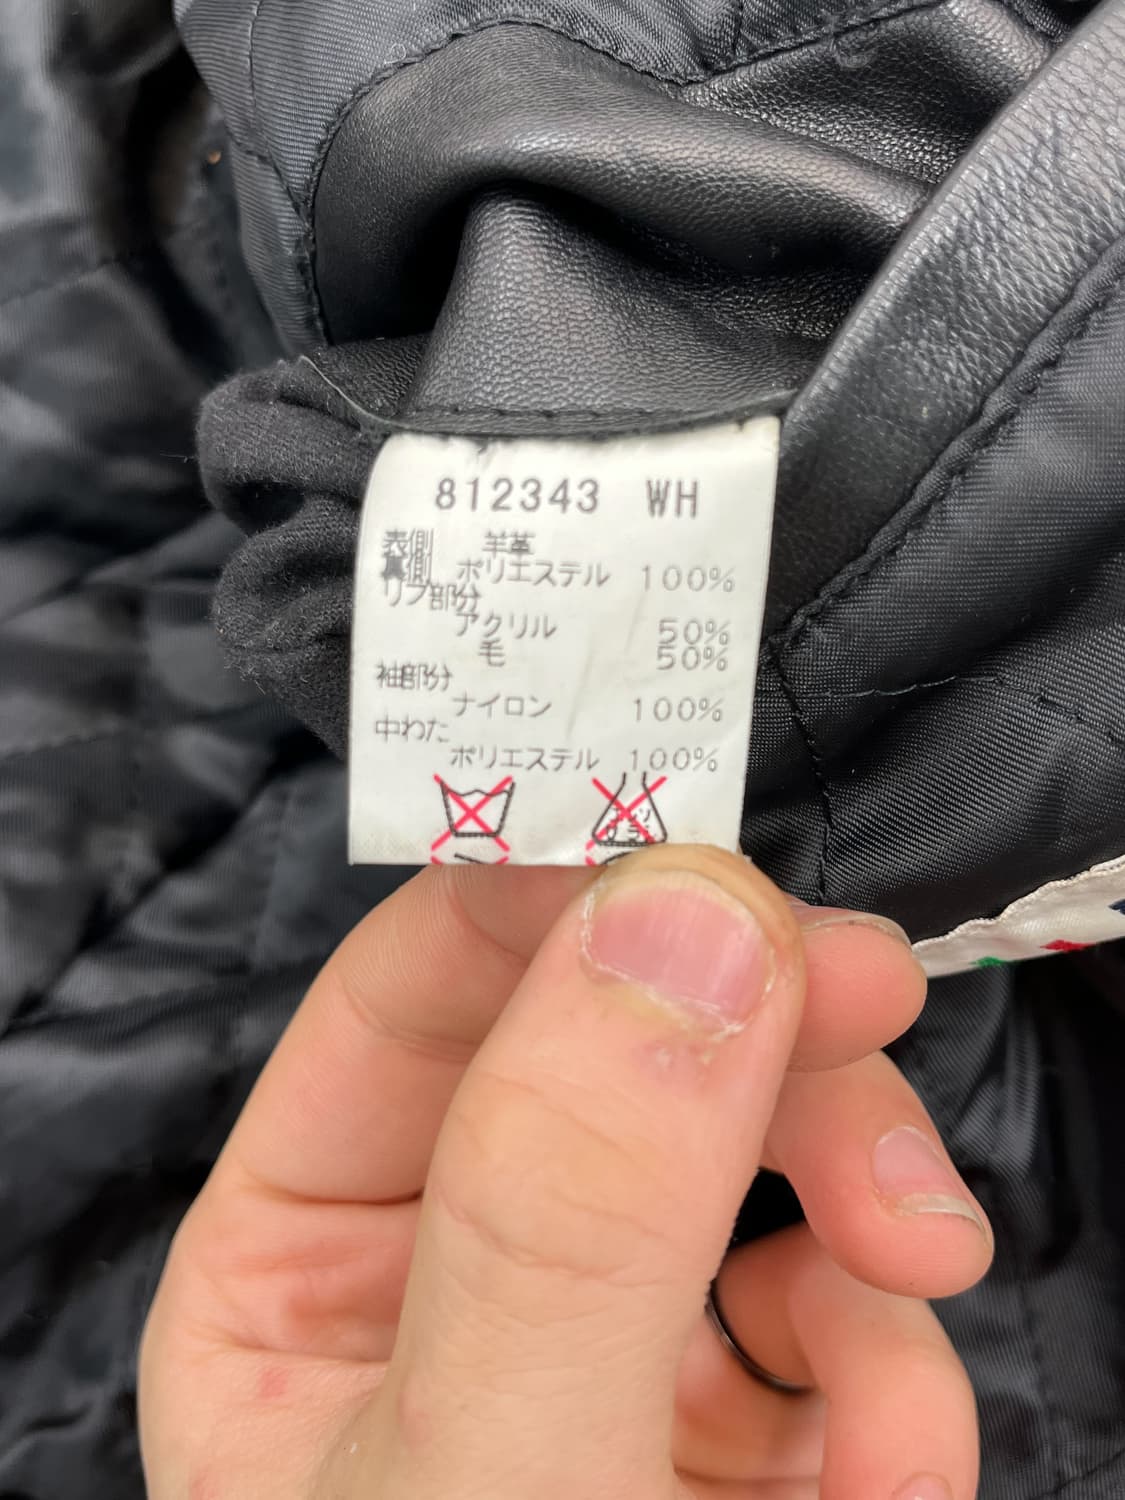 812343 WH
表側 羊革
裏側 ポリエステル 100%
リブ部分
アクリル 50%
毛 50%
袖部分
ナイロン 100%
中わた
ポリエステル 100%